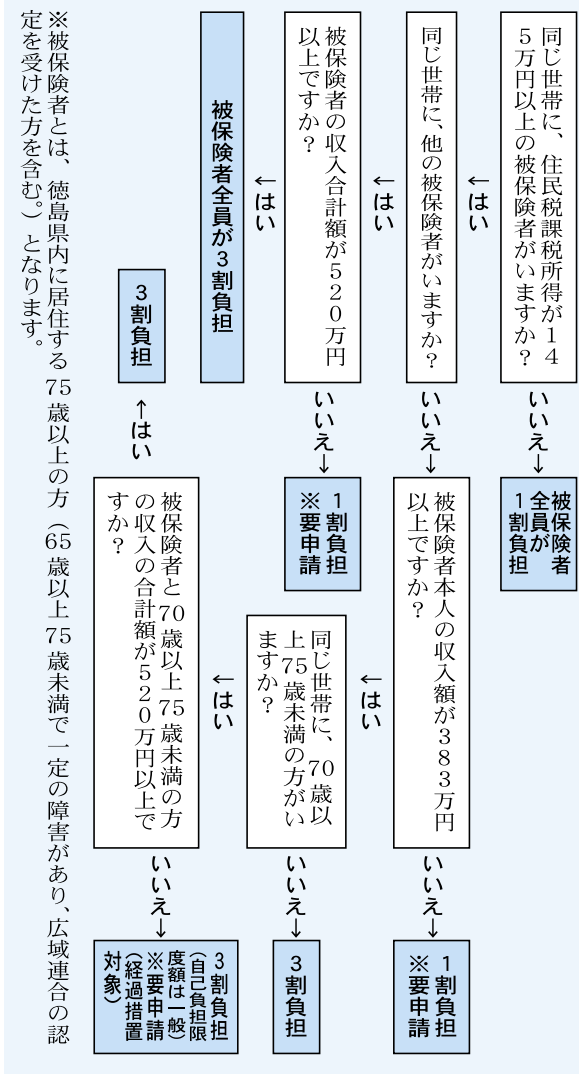 同じ世帯に、住民税課税所得が14
5万円以上の被保険者がいますか?
←はい
いいえ→
被保険者
全員が
1割負担
同じ世帯に、他の被保険者がいますか?
←はい
いいえ→
被保険者本人の収入額が383万円
以上ですか?
いいえ→
1割負担
※要申請
被保険者の収入合計額が520万円
以上ですか?
←はい
いいえ→
1割負担
※要申請
←はい
同じ世帯に、70歳以
上75歳未満の方がい
ますか?
いいえ→
3割負担
被保険者全員が3割負担
←はい
被保険者と70歳以上75歳未満の方
の収入の合計額が520万円以上で
すか?
いいえ→
3割負担
(自己負担限
度額は一般)
※要申請
(経過措置
対象)
←はい
3割負担
※被保険者とは、徳島県内に居住する75歳以上の方(65歳以上75歳未満で一定の障害があり、広域連合の認
定を受けた方を含む。)となります。